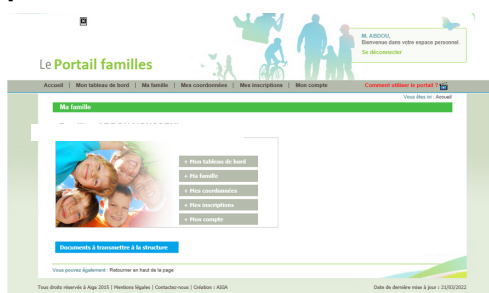 M. ABDOU,
Bienvenue dans votre espace personnel.
Se déconnecter
Le Portail familles
Accueil | Mon tableau de bord | Ma famille | Mes coordonnées | Mes inscriptions | Mon compte
Comment utiliser le portail ?
Vous êtes ici : Accueil
Ma famille
+ Mon tableau de bord
+ Ma famille
+ Mes coordonnées
+ Mes inscriptions
+ Mon compte
Documents à transmettre à la structure
Vous pouvez également : Retourner en haut de la page
Tous droits réservés à Aiga 2015 | Mentions légales | Contactez-nous | Création : AIGA
Date de dernière mise à jour : 21/03/2022